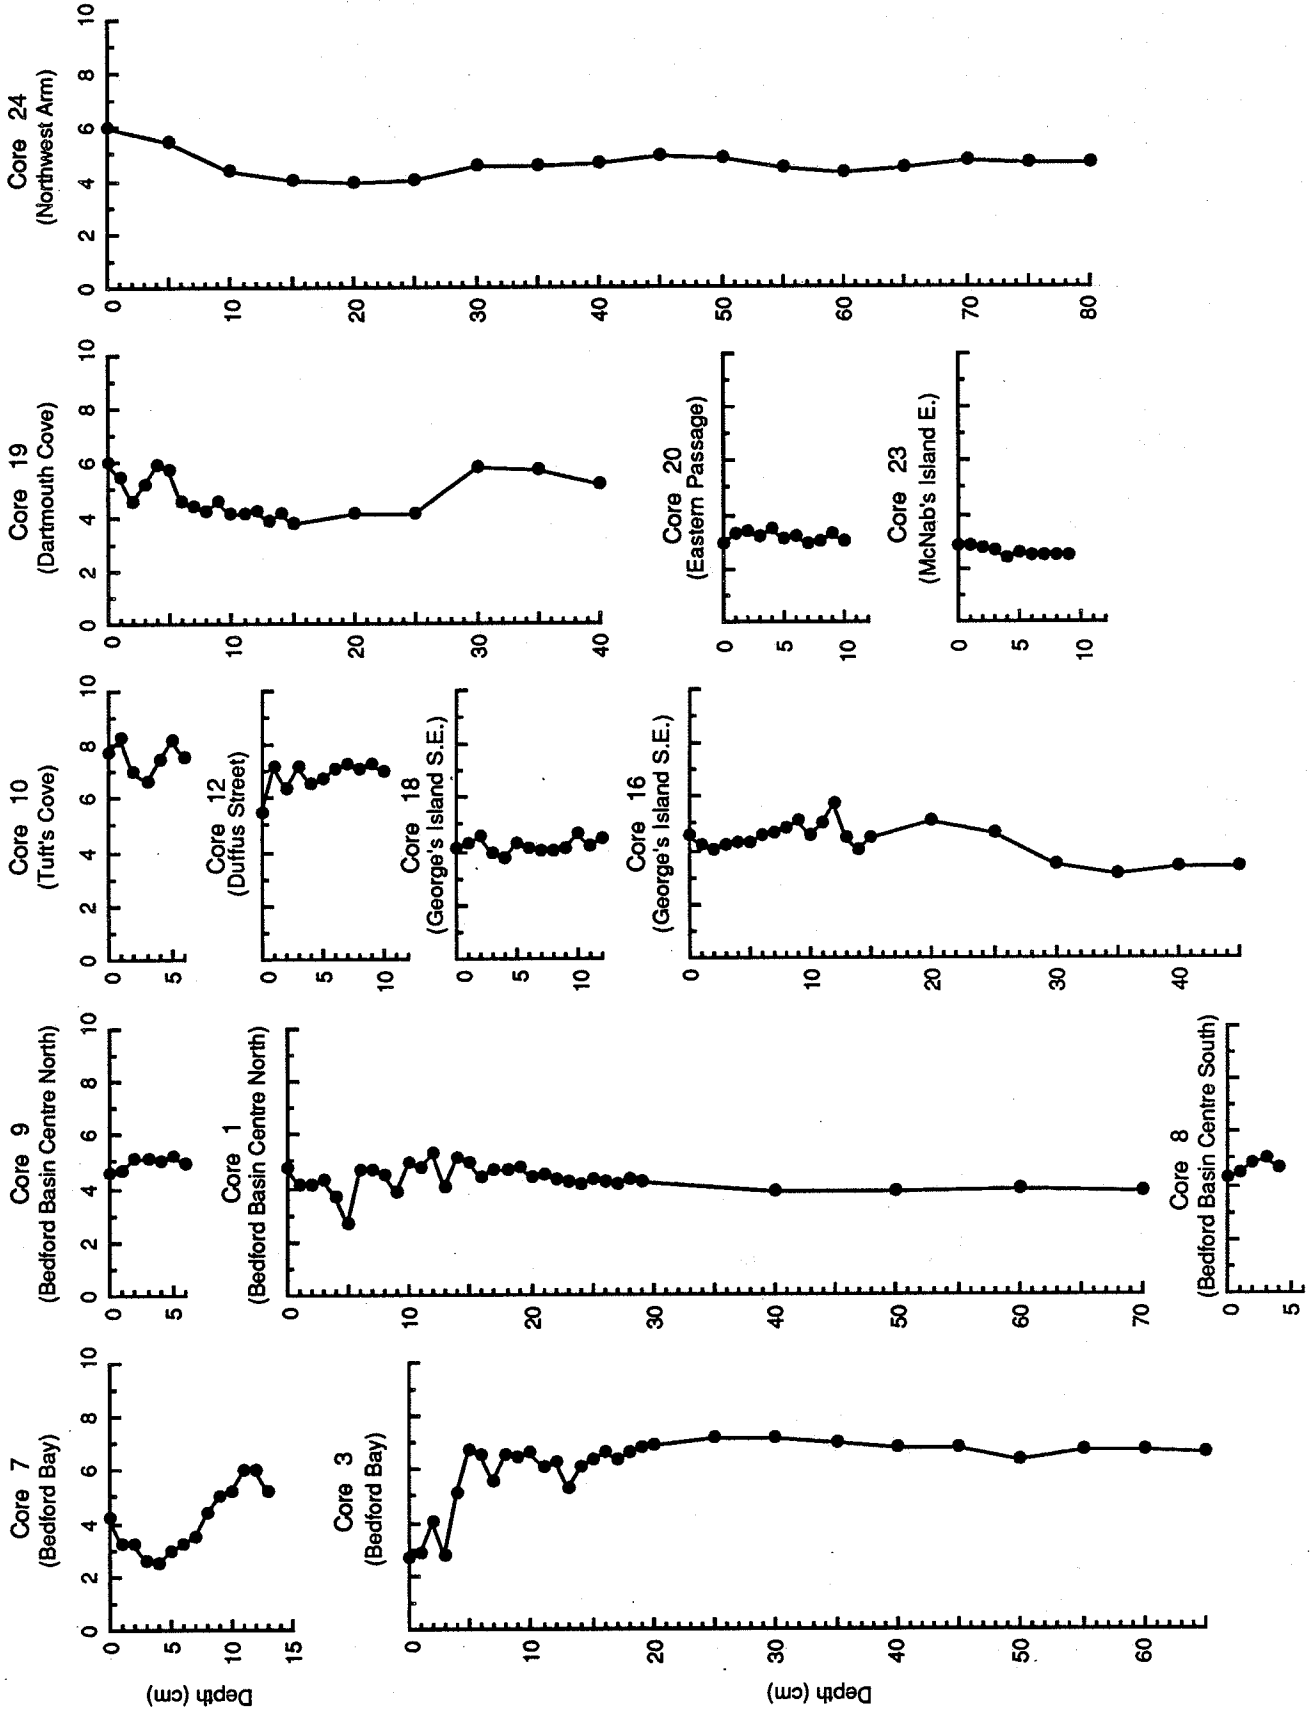 Core 7
(Bedford Bay)
0 2 4 6 8 10
0
5
10
15
Depth (cm)
Core 3
(Bedford Bay)
0
10
20
30
40
50
60
Depth (cm)
Core 9
(Bedford Basin Centre North)
0 2 4 6 8 10
0
5
Core 1
(Bedford Basin Centre North)
0
10
20
30
40
50
60
70
Core 8
(Bedford Basin Centre South)
0
5
Core 10
(Tuft's Cove)
0 2 4 6 8 10
0
5
Core 12
(Duffus Street)
0
5
10
Core 18
(George's Island S.E.)
0
5
10
Core 16
(George's Island S.E.)
0
10
20
30
40
Core 19
(Dartmouth Cove)
0 2 4 6 8 10
0
10
20
30
40
Core 20
(Eastern Passage)
0
5
10
Core 23
(McNab's Island E.)
0
5
10
Core 24
(Northwest Arm)
0 2 4 6 8 10
0
10
20
30
40
50
60
70
80